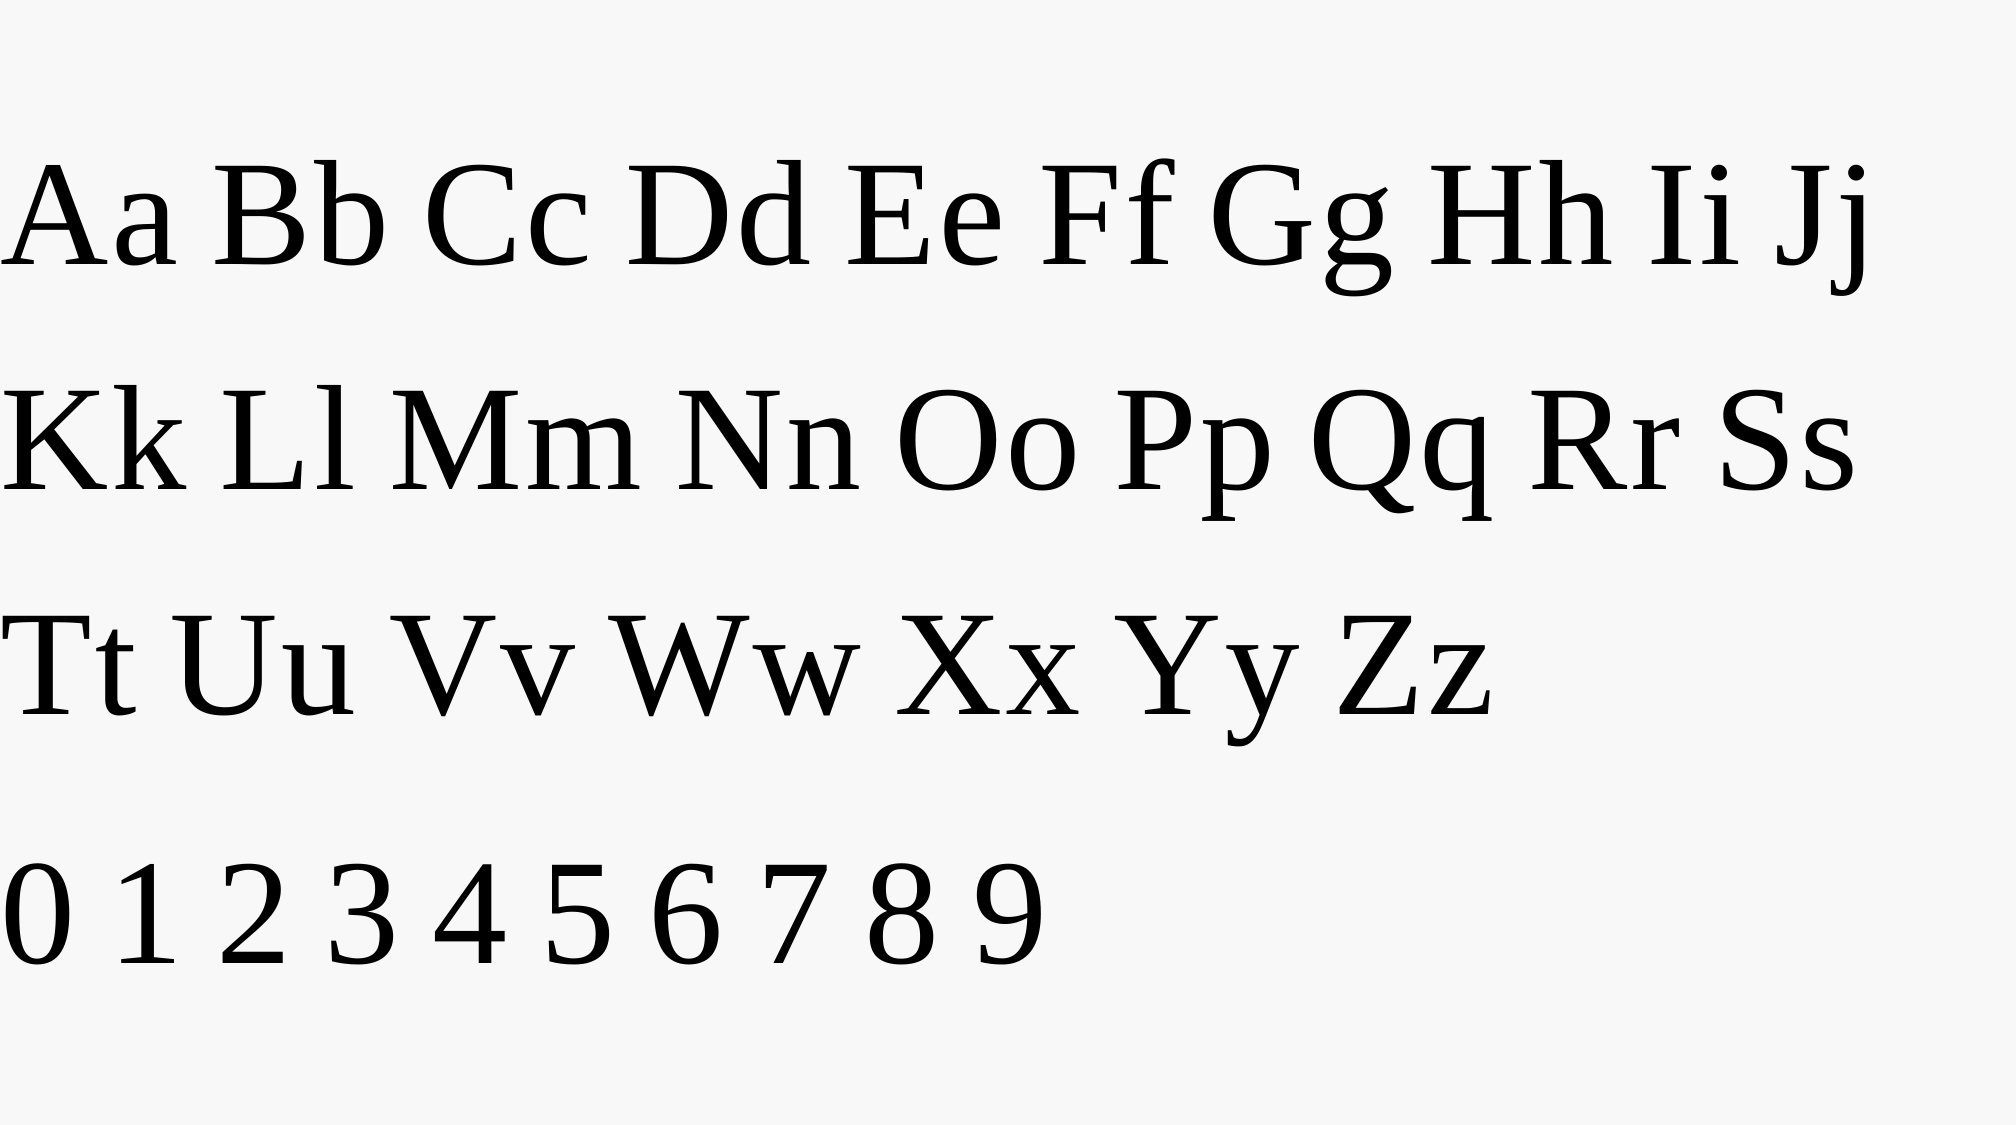 Aa Bb Cc Dd Ee Ff Gg Hh Ii Jj
Kk Ll Mm Nn Oo Pp Qq Rr Ss
Tt Uu Vv Ww Xx Yy Zz
0 1 2 3 4 5 6 7 8 9